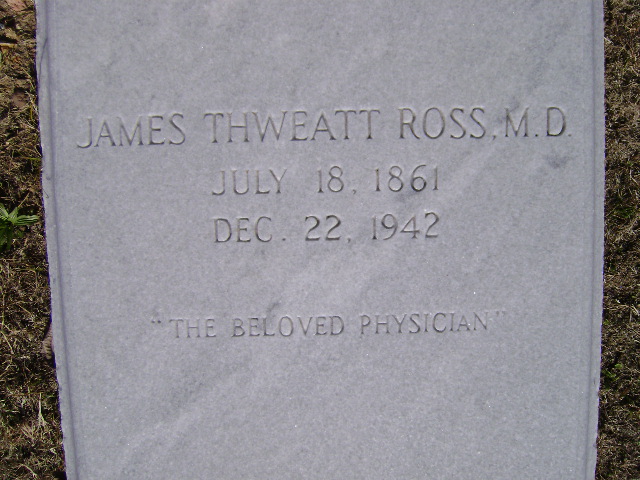 JAMES THWEATT ROSS, M.D.
JULY 18, 1861
DEC. 22, 1942
"THE BELOVED PHYSICIAN"